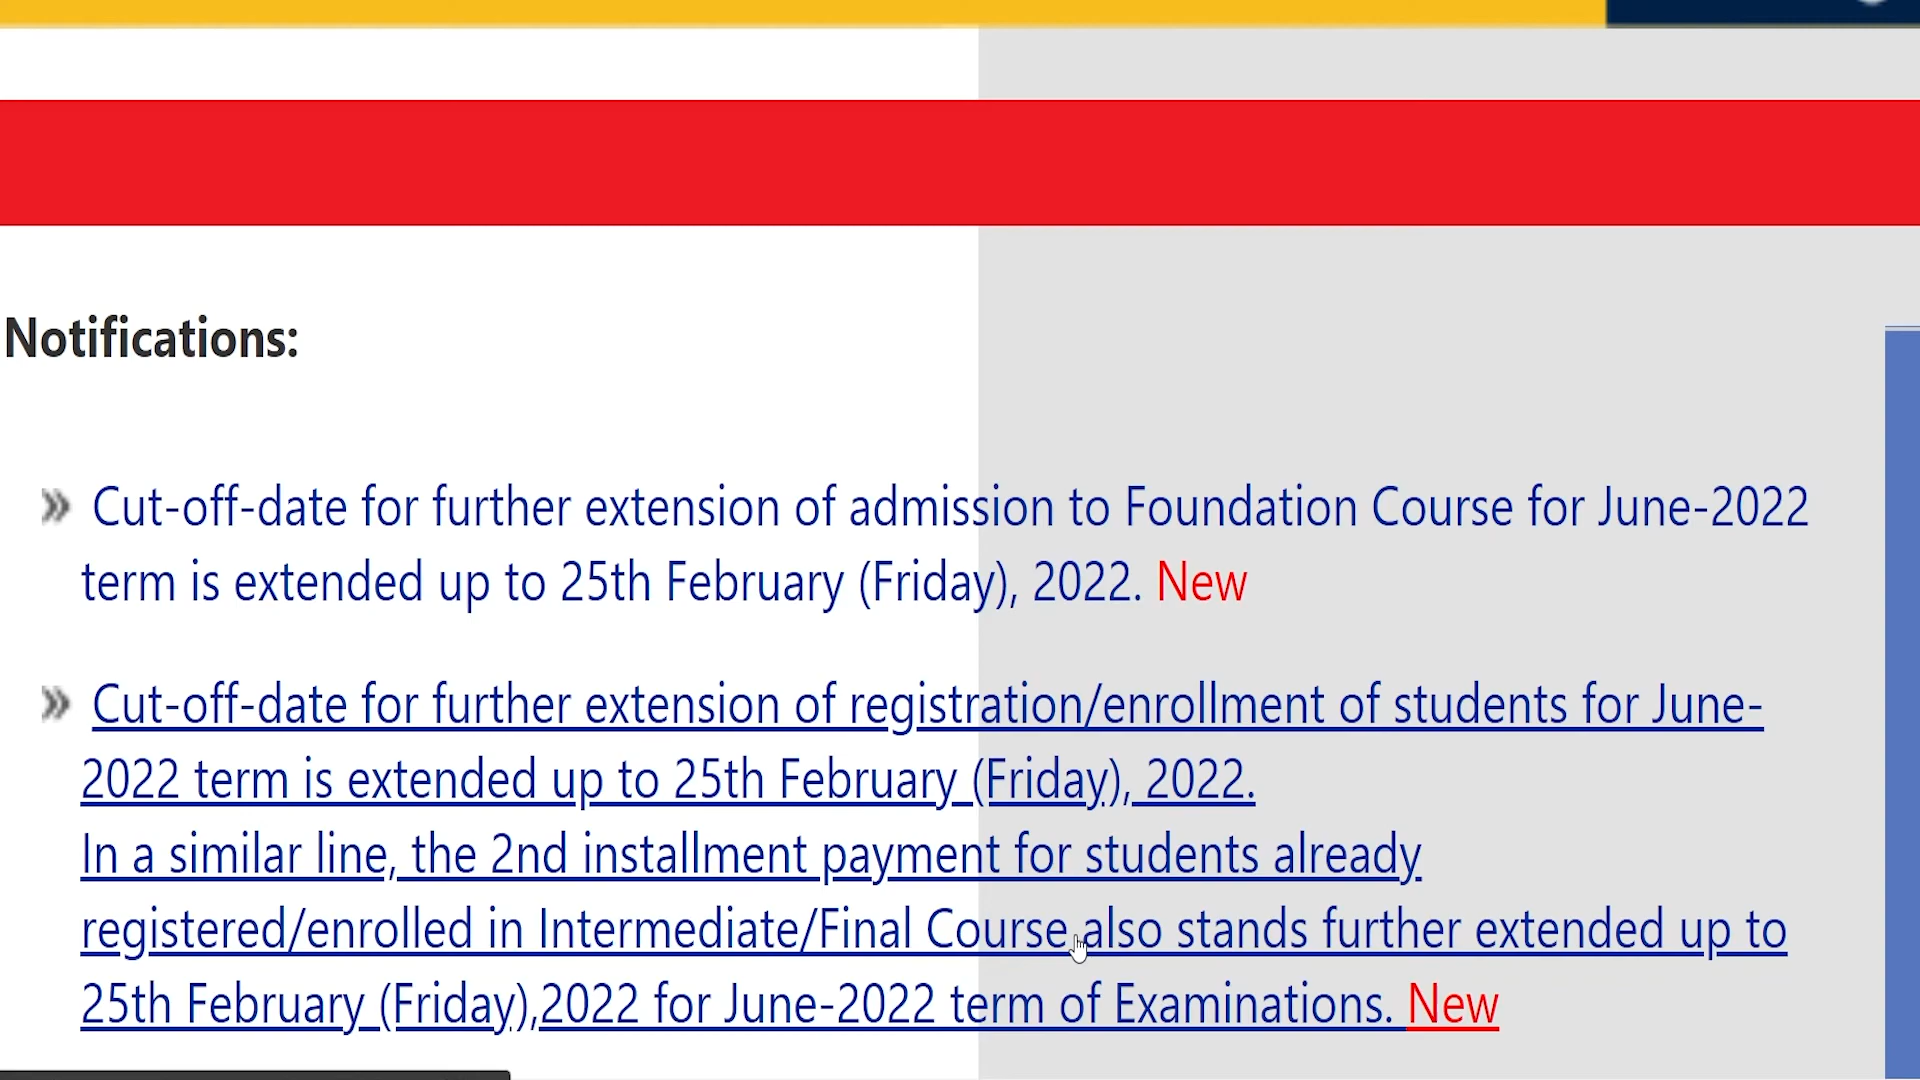 Notifications:
Cut-off-date for further extension of admission to Foundation Course for June-2022
term is extended up to 25th February (Friday), 2022. New
Cut-off-date for further extension of registration/enrollment of students for June-
2022 term is extended up to 25th February (Friday), 2022.
In a similar line, the 2nd installment payment for students already
registered/enrolled in Intermediate/Final Course also stands further extended up to
25th February (Friday),2022 for June-2022 term of Examinations. New